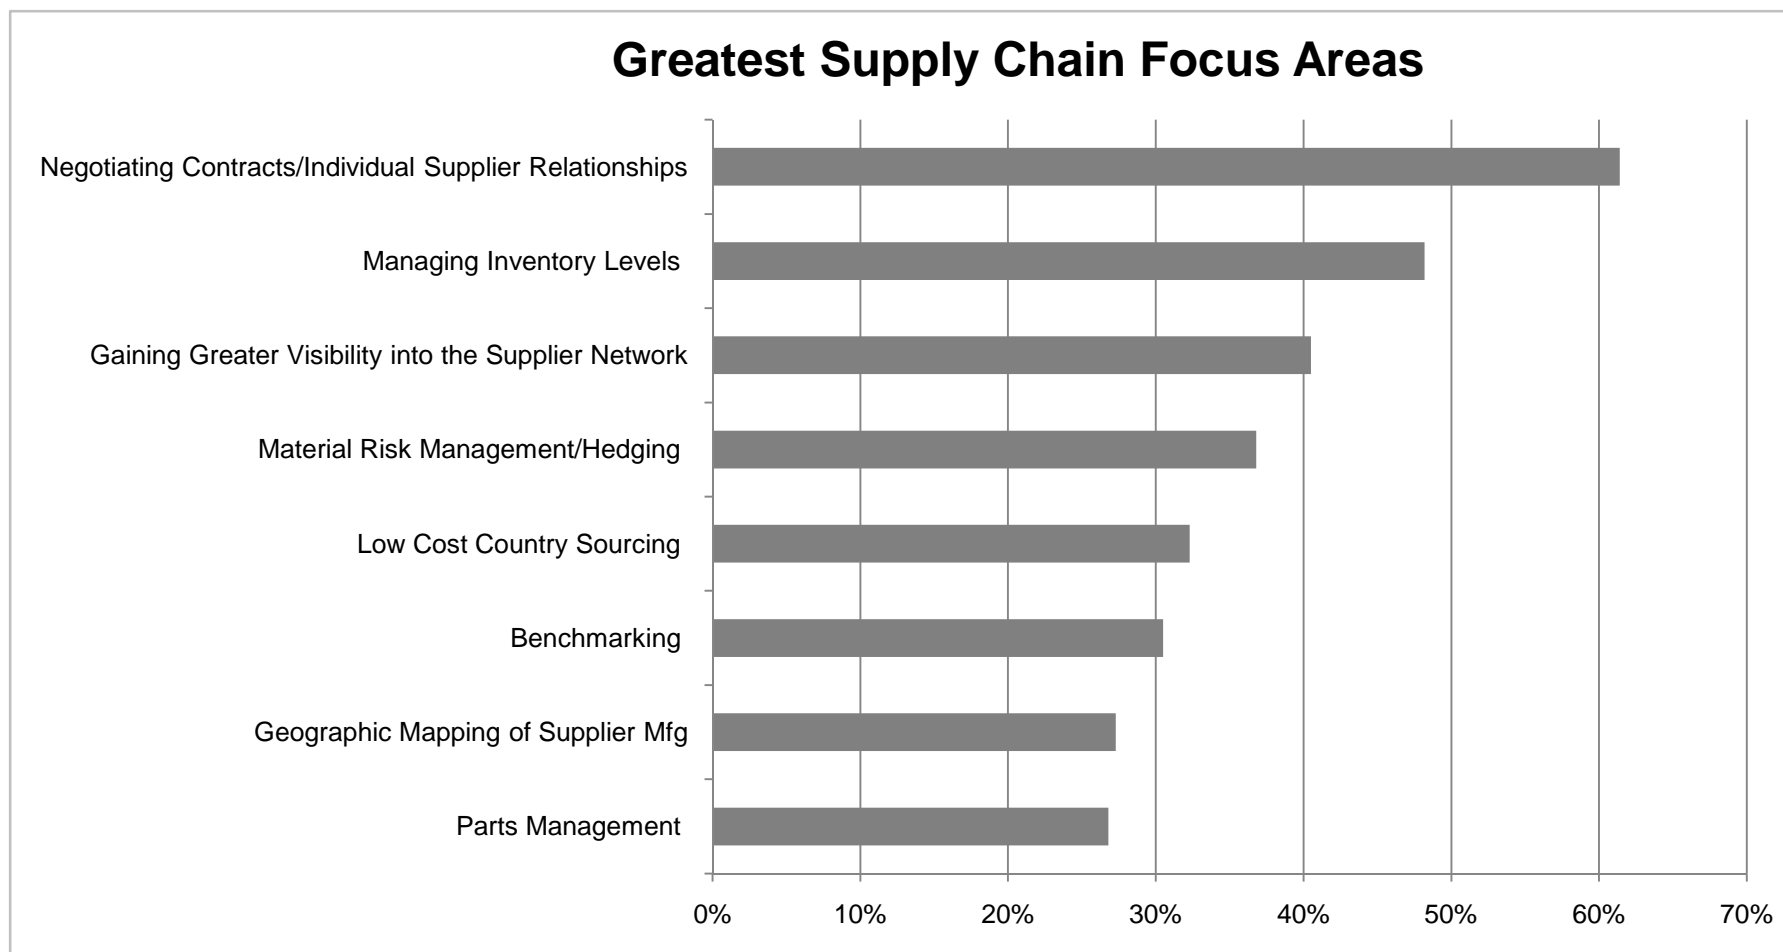 Greatest Supply Chain Focus Areas
Negotiating Contracts/Individual Supplier Relationships
Managing Inventory Levels
Gaining Greater Visibility into the Supplier Network
Material Risk Management/Hedging
Low Cost Country Sourcing
Benchmarking
Geographic Mapping of Supplier Mfg
Parts Management
0% 10% 20% 30% 40% 50% 60% 70%